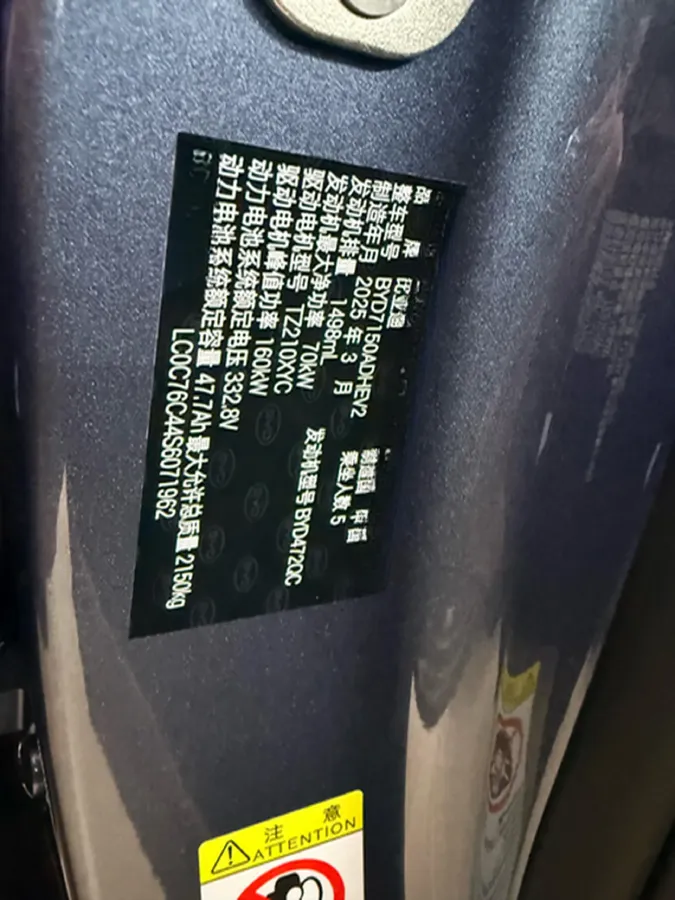 品 牌 比亚迪 制造国 中国
整车型号 BYD7150ADHEV2 乘坐人数 5
制造年月 2025 年 3 月
发动机排量 1498mL 发动机型号 BYD472QC
发动机最大净功率 70kW
驱动电机型号 TZ210XYC
驱动电机峰值功率 160kW
动力电池系统额定电压 332.8V
动力电池系统额定容量 47.7Ah 最大允许总质量 2150kg
LC0C76C44S6071962
注 意
ATTENTION